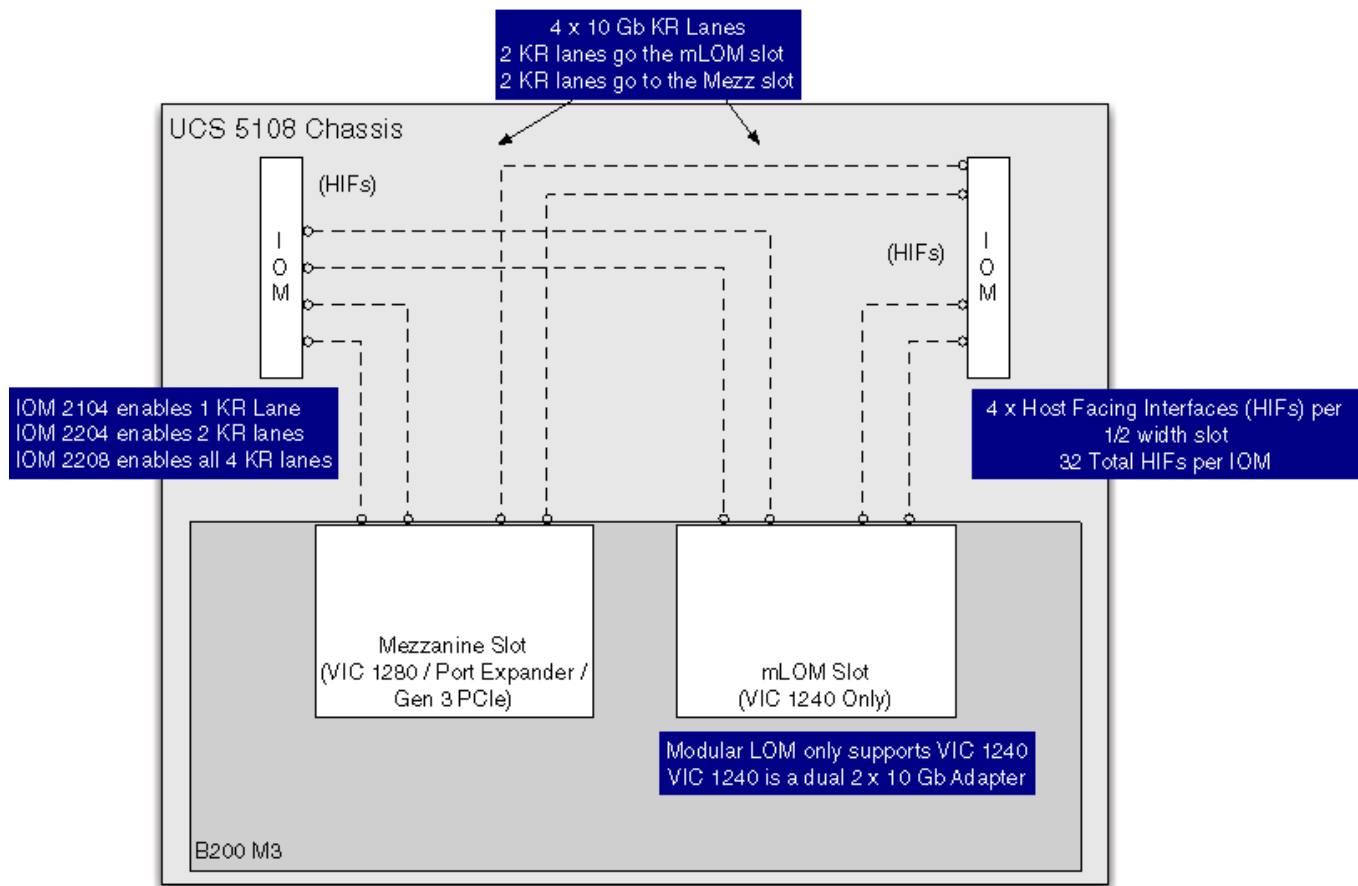 4 x 10 Gb KR Lanes
2 KR lanes go the mLOM slot
2 KR lanes go to the Mezz slot
UCS 5108 Chassis
(HIFs)
I
O
M
(HIFs)
I
O
M
IOM 2104 enables 1 KR Lane
IOM 2204 enables 2 KR lanes
IOM 2208 enables all 4 KR lanes
4 x Host Facing Interfaces (HIFs) per
1/2 width slot
32 Total HIFs per IOM
Mezzanine Slot
(VIC 1280 / Port Expander /
Gen 3 PCIe)
mLOM Slot
(VIC 1240 Only)
Modular LOM only supports VIC 1240
VIC 1240 is a dual 2 x 10 Gb Adapter
B200 M3